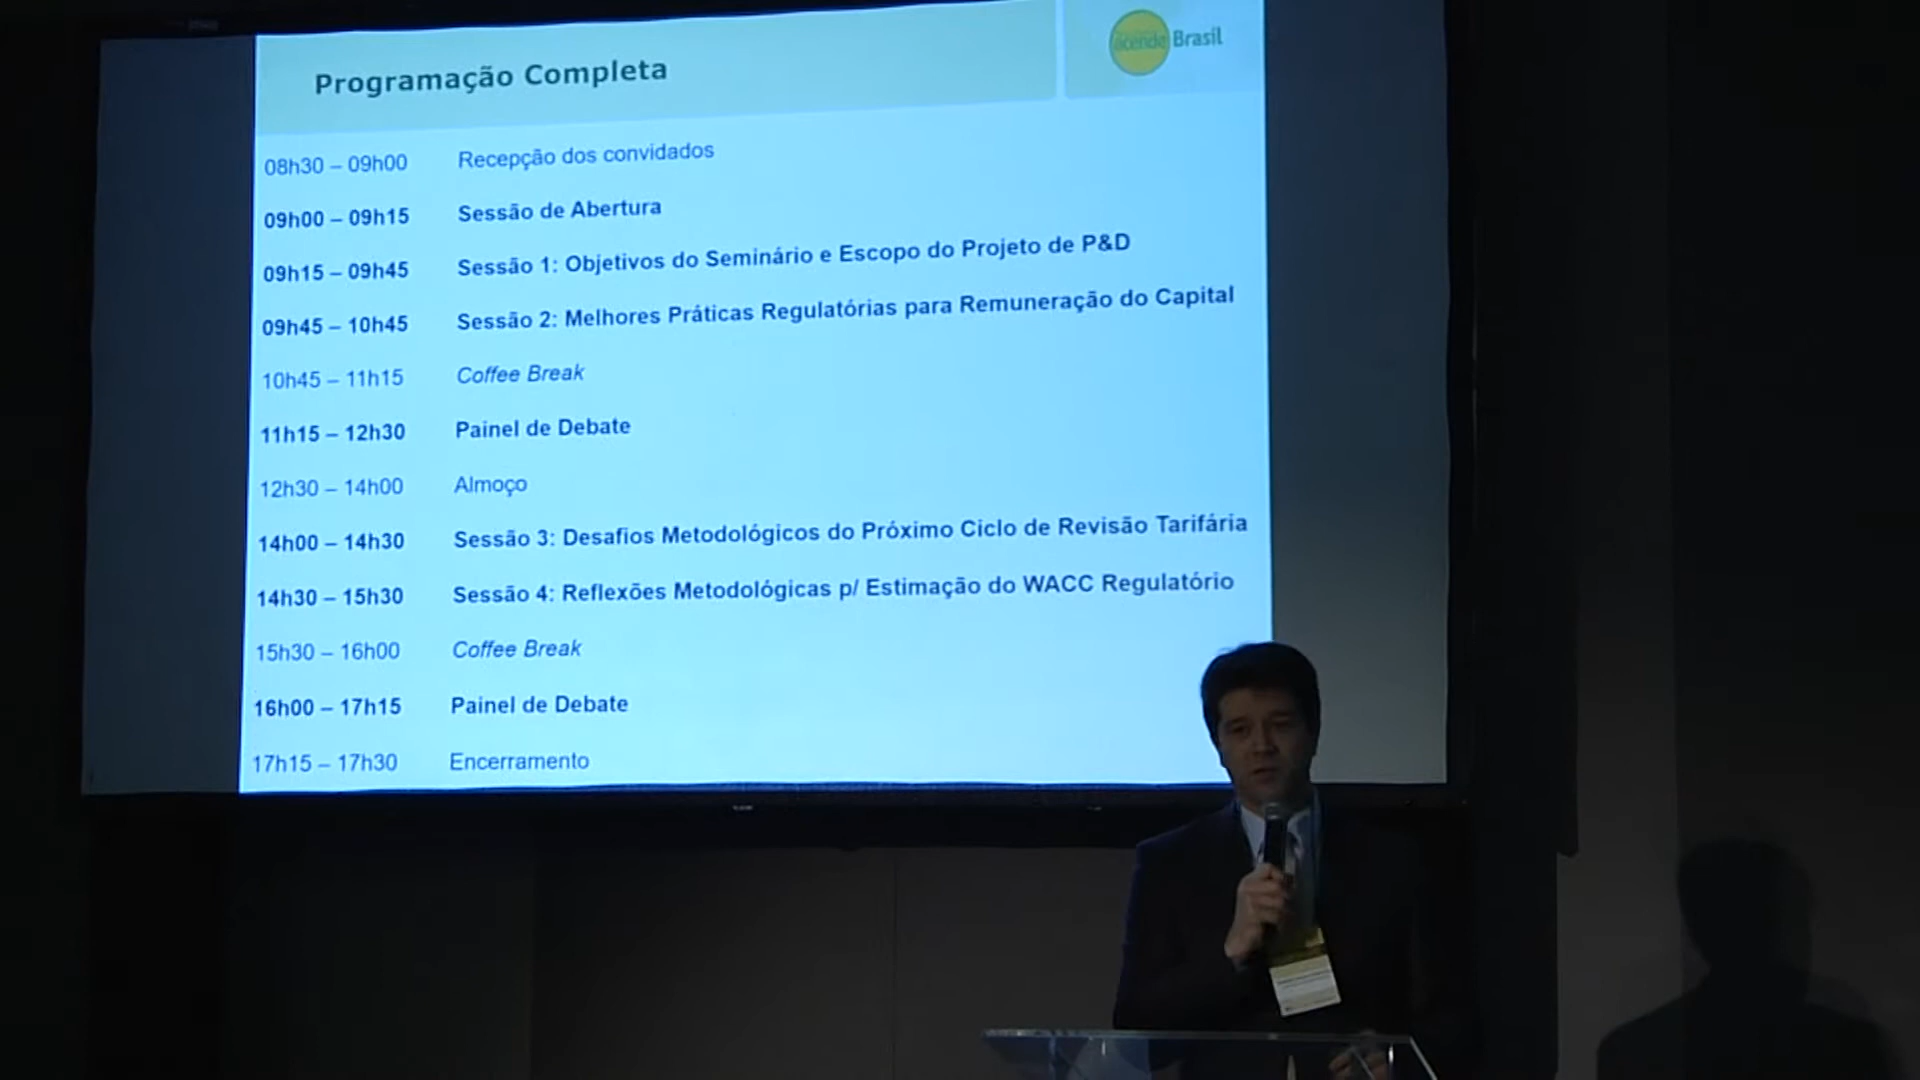 Programação Completa
acende Brasil
08h30 – 09h00 Recepção dos convidados
09h00 – 09h15 Sessão de Abertura
09h15 – 09h45 Sessão 1: Objetivos do Seminário e Escopo do Projeto de P&D
09h45 – 10h45 Sessão 2: Melhores Práticas Regulatórias para Remuneração do Capital
10h45 – 11h15 Coffee Break
11h15 – 12h30 Painel de Debate
12h30 – 14h00 Almoço
14h00 – 14h30 Sessão 3: Desafios Metodológicos do Próximo Ciclo de Revisão Tarifária
14h30 – 15h30 Sessão 4: Reflexões Metodológicas p/ Estimação do WACC Regulatório
15h30 – 16h00 Coffee Break
16h00 – 17h15 Painel de Debate
17h15 – 17h30 Encerramento